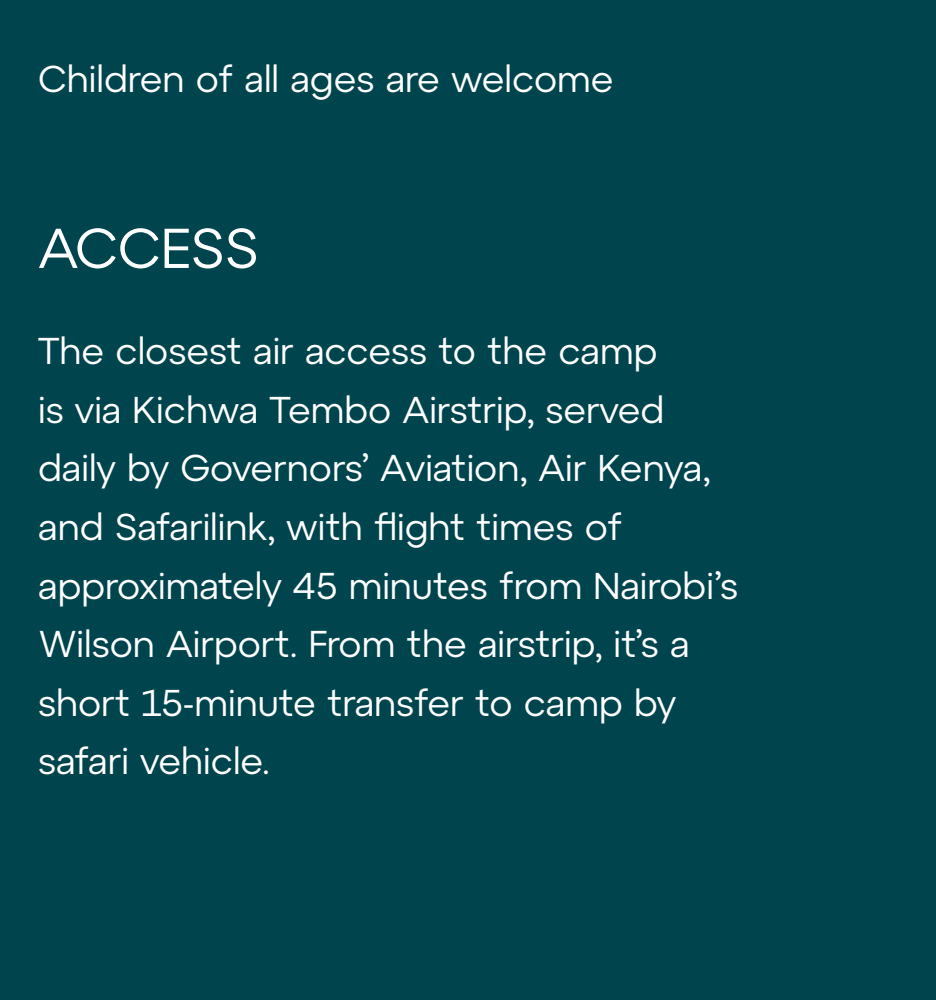 Children of all ages are welcome
ACCESS
The closest air access to the camp
is via Kichwa Tembo Airstrip, served
daily by Governors’ Aviation, Air Kenya,
and Safarilink, with flight times of
approximately 45 minutes from Nairobi’s
Wilson Airport. From the airstrip, it’s a
short 15-minute transfer to camp by
safari vehicle.